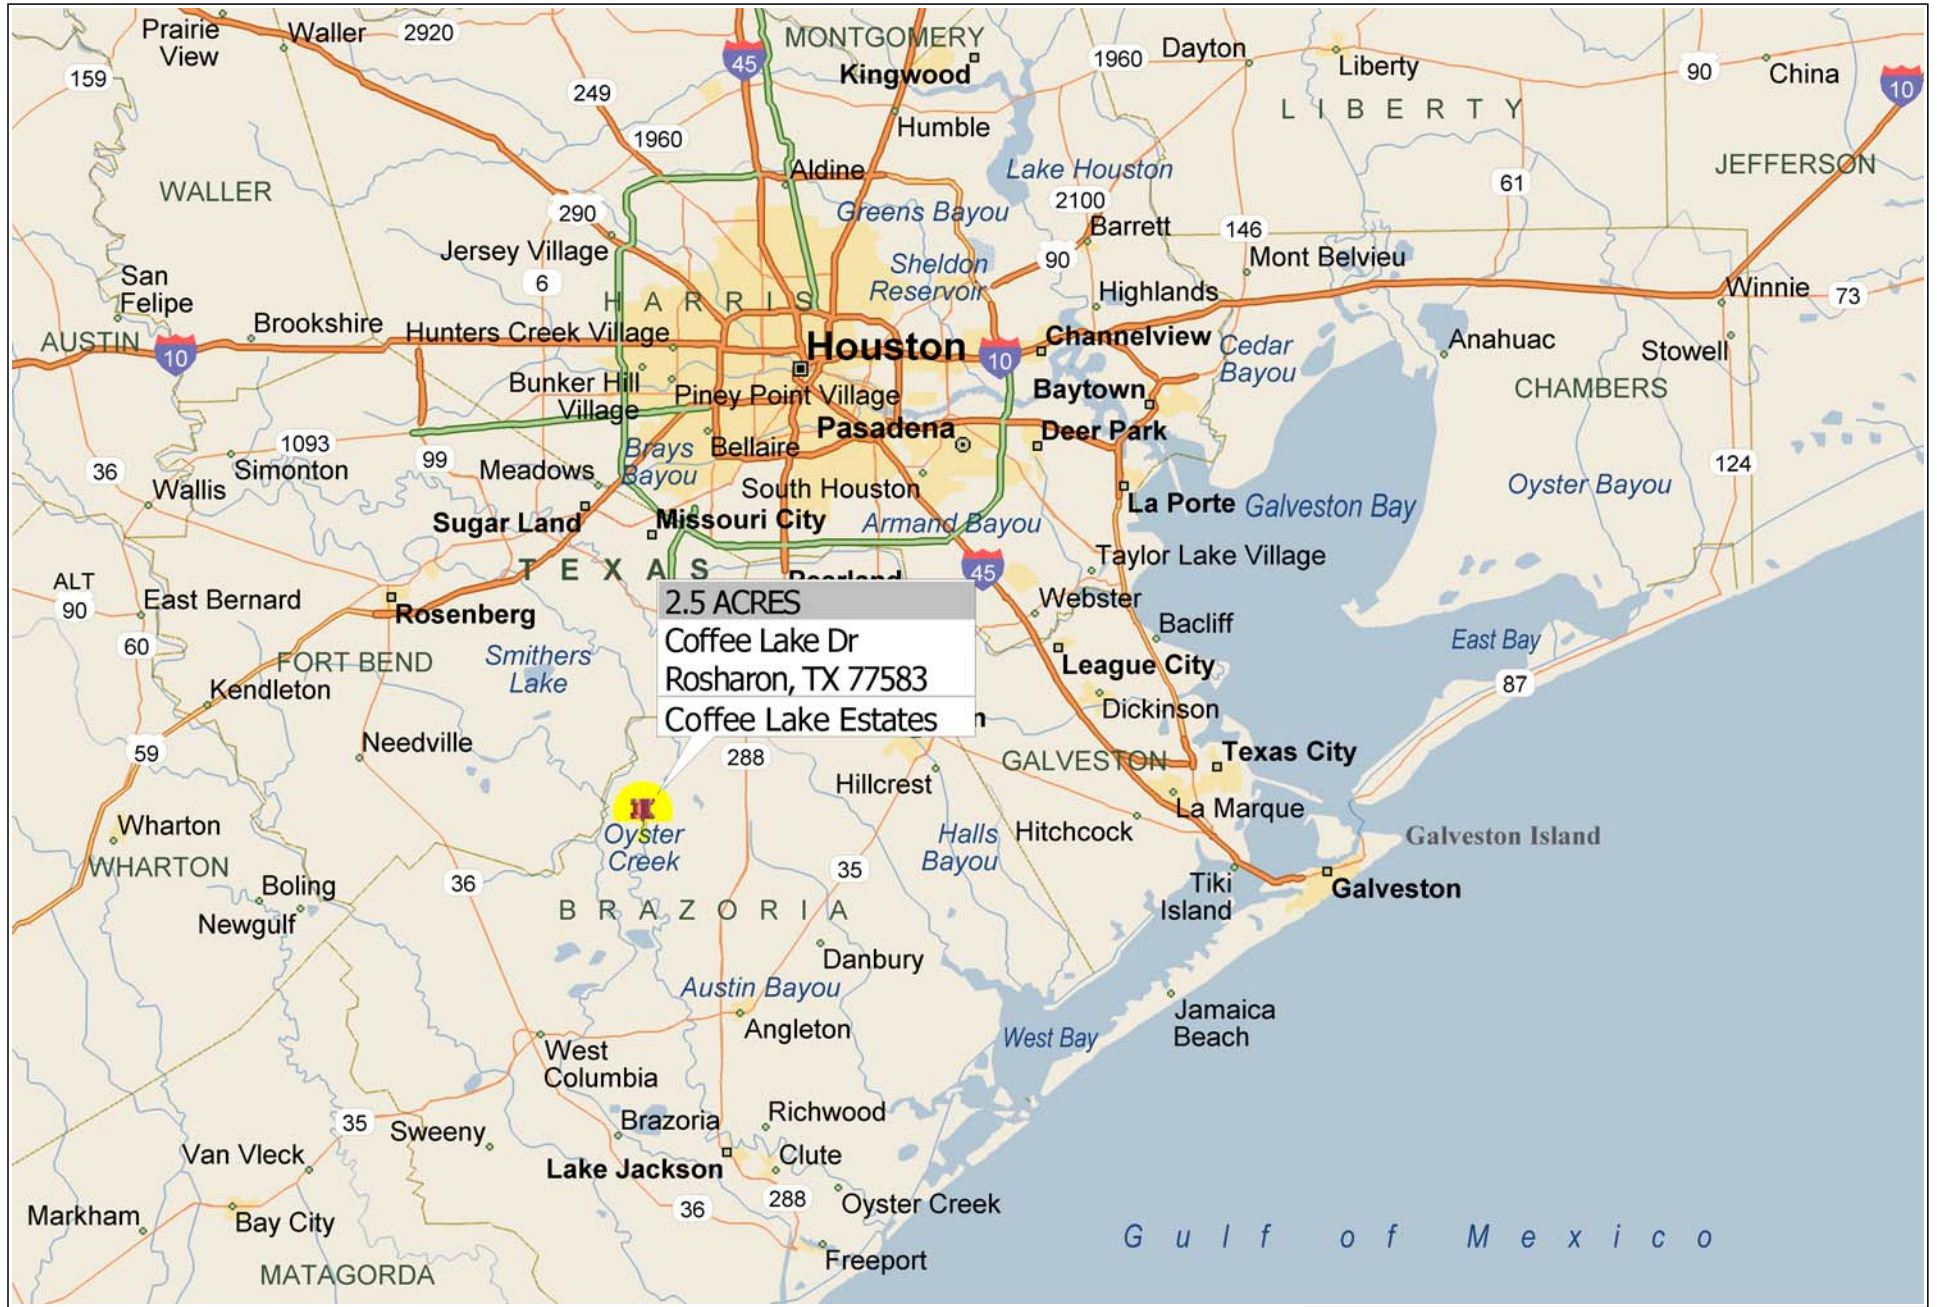 Prairie
View
Waller
2920
45
MONTGOMERY
Kingwood
1960
Dayton
Liberty
90
China
10
159
249
1960
Humble
LIBERTY
Aldine
Lake Houston
2100
61
JEFFERSON
WALLER
290
Greens Bayou
Barrett
146
Jersey Village
6
Sheldon
Reservoir
90
Mont Belvieu
San
Felipe
HARRIS
Highlands
Winnie
73
AUSTIN
10
Brookshire
Hunters Creek Village
Houston
10
Channelview
Cedar
Bayou
Anahuac
Stowell
Bunker Hill
Village
Piney Point Village
Baytown
CHAMBERS
Pasadena
Deer Park
1093
99
Brays
Bayou
Bellaire
36
Simonton
Meadows
124
Wallis
South Houston
La Porte
Galveston Bay
Oyster Bayou
Sugar Land
Missouri City
Armand Bayou
TEXAS
Pearland
45
Taylor Lake Village
ALT
90
East Bernard
Rosenberg
2.5 ACRES
Coffee Lake Dr
Rosharon, TX 77583
Coffee Lake Estates
n
Webster
Bacliff
60
FORT BEND
Smithers
Lake
League City
East Bay
87
Kendleton
Dickinson
59
Needville
288
GALVESTON
Texas City
Hillcrest
La Marque
Wharton
Oyster
Creek
Halls
Bayou
Hitchcock
Galveston Island
WHARTON
36
35
Boling
Newgulf
Tiki
Island
Galveston
BRAZORIA
Danbury
Austin Bayou
Angleton
Jamaica
Beach
West Bay
West
Columbia
35
Sweeny
Brazoria
Richwood
Van Vleck
Lake Jackson
Clute
36
288
Oyster Creek
Markham
Bay City
Gulf of Mexico
Freeport
MATAGORDA